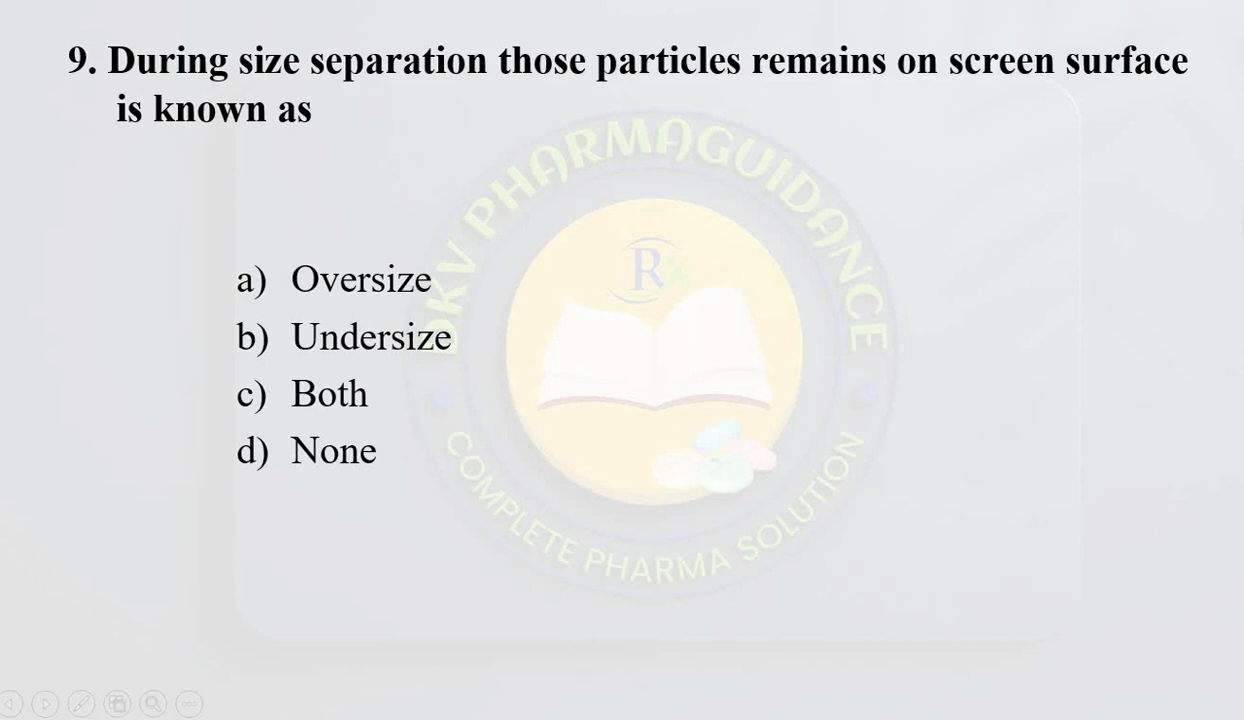 9. During size separation those particles remains on screen surface
is known as
DKV PHARMAGUIDANCE
R
a) Oversize
b) Undersize
c) Both
d) None
COMPLETE PHARMA SOLUTION